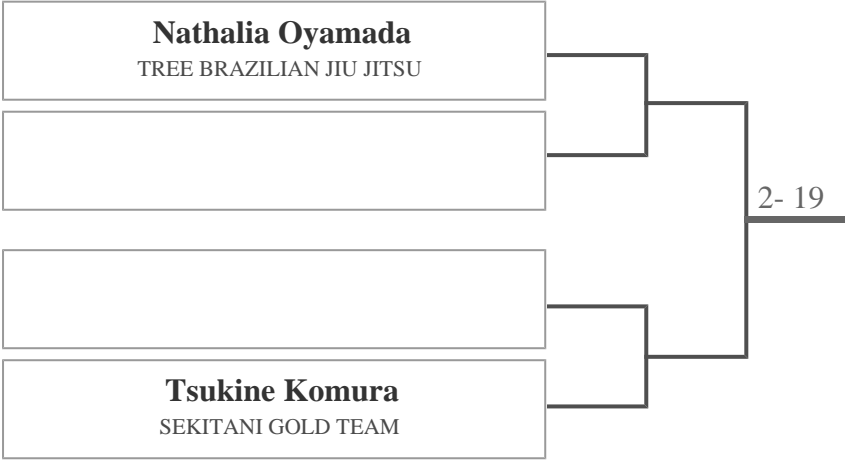 Nathalia Oyamada
TREE BRAZILIAN JIU JITSU
2- 19
Tsukine Komura
SEKITANI GOLD TEAM